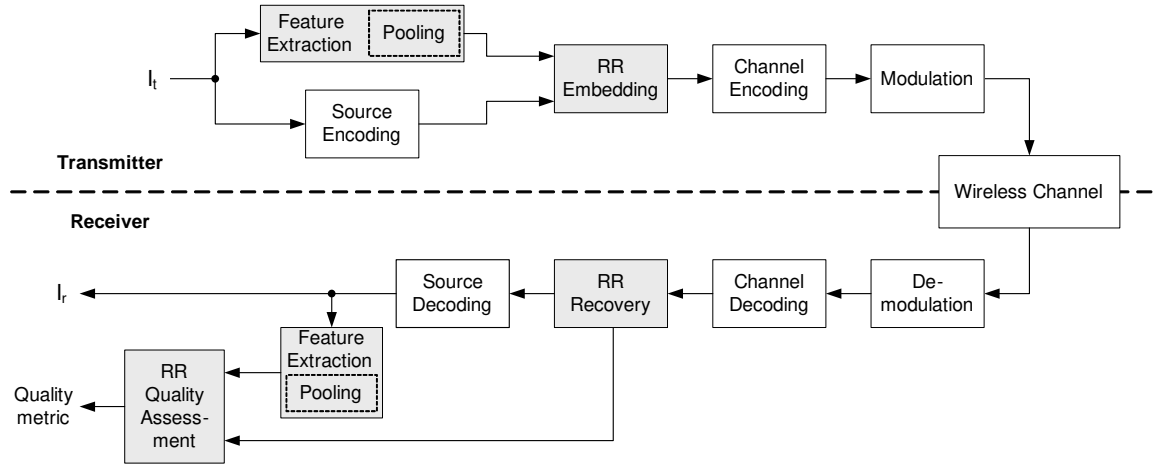 Feature
Extraction
Pooling
I_t
Source
Encoding
RR
Embedding
Channel
Encoding
Modulation
Transmitter
Wireless Channel
Receiver
I_r
Source
Decoding
RR
Recovery
Channel
Decoding
De-
modulation
Feature
Extraction
Pooling
RR
Quality
Assess-
ment
Quality
metric